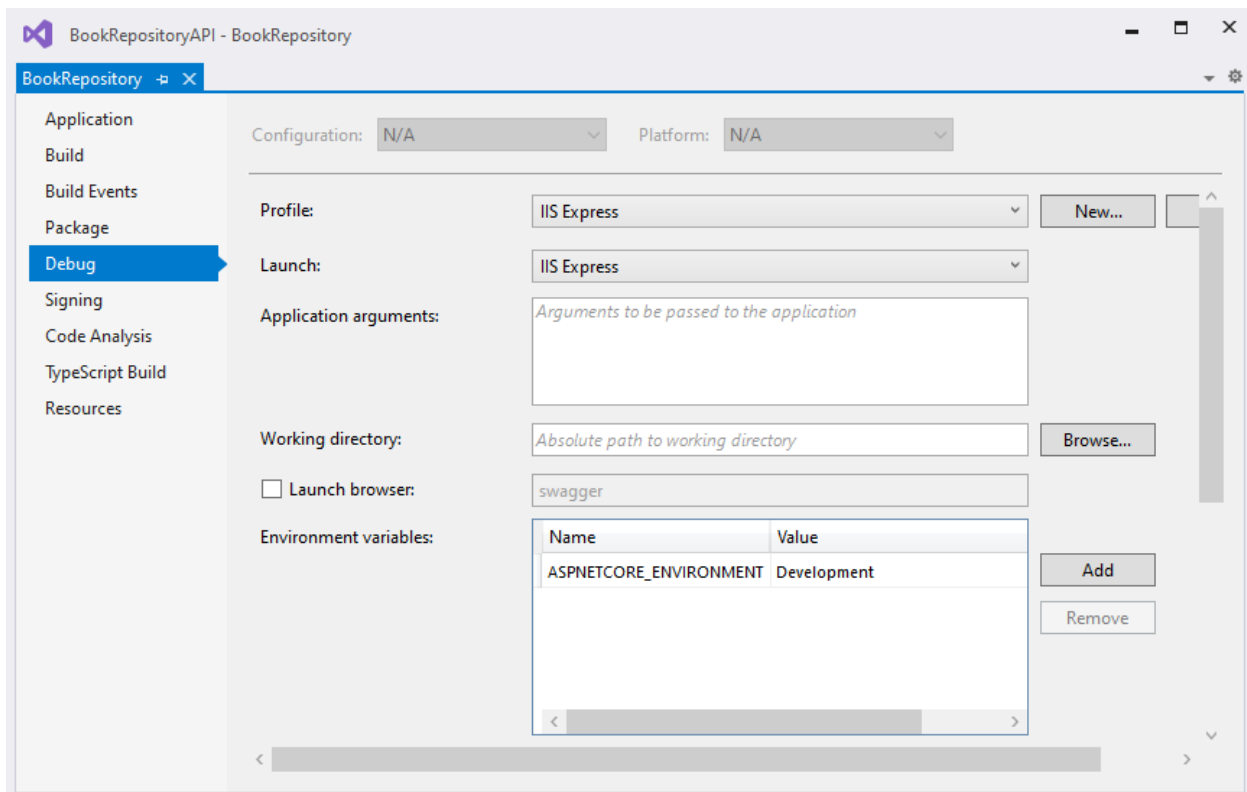 BookRepositoryAPI - BookRepository
BookRepository
Application
Build
Build Events
Package
Debug
Signing
Code Analysis
TypeScript Build
Resources
Configuration: N/A Platform: N/A
Profile: IIS Express New...
Launch: IIS Express
Application arguments: Arguments to be passed to the application
Working directory: Absolute path to working directory Browse...
Launch browser: swagger
Environment variables: Name Value
ASPNETCORE_ENVIRONMENT Development Add
Remove